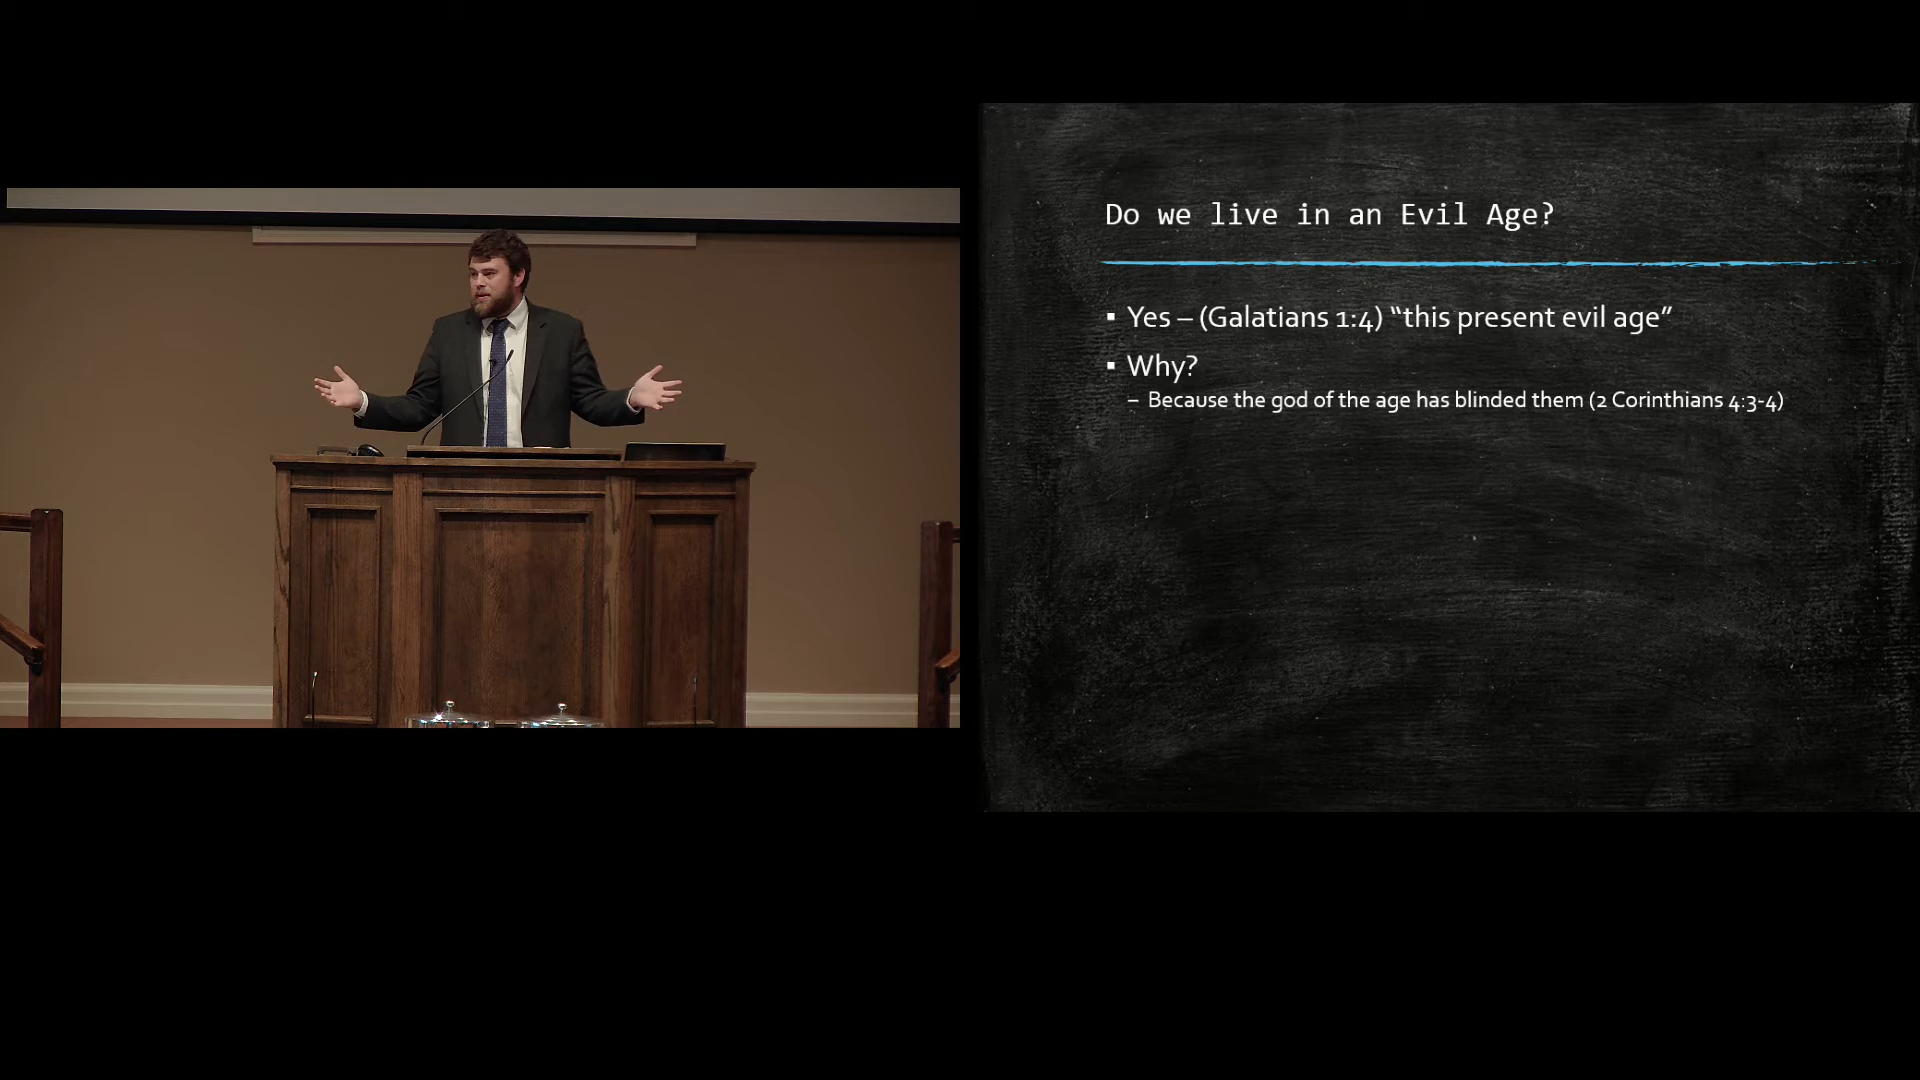 Do we live in an Evil Age?
▪ Yes – (Galatians 1:4) “this present evil age”
▪ Why?
– Because the god of the age has blinded them (2 Corinthians 4:3-4)